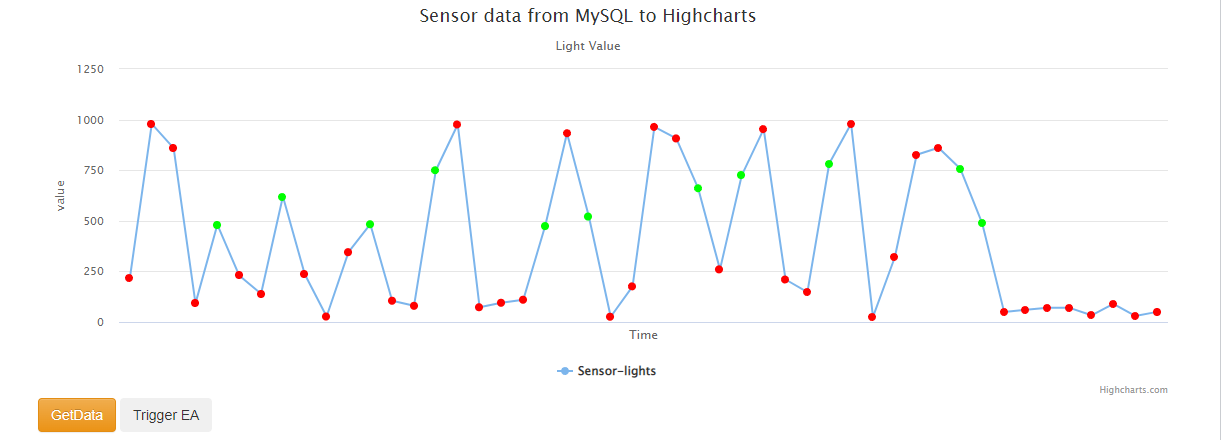 Sensor data from MySQL to Highcharts
Light Value
1250
1000
750
500
250
0
value
Time
Sensor-lights
Highcharts.com
GetData
Trigger EA